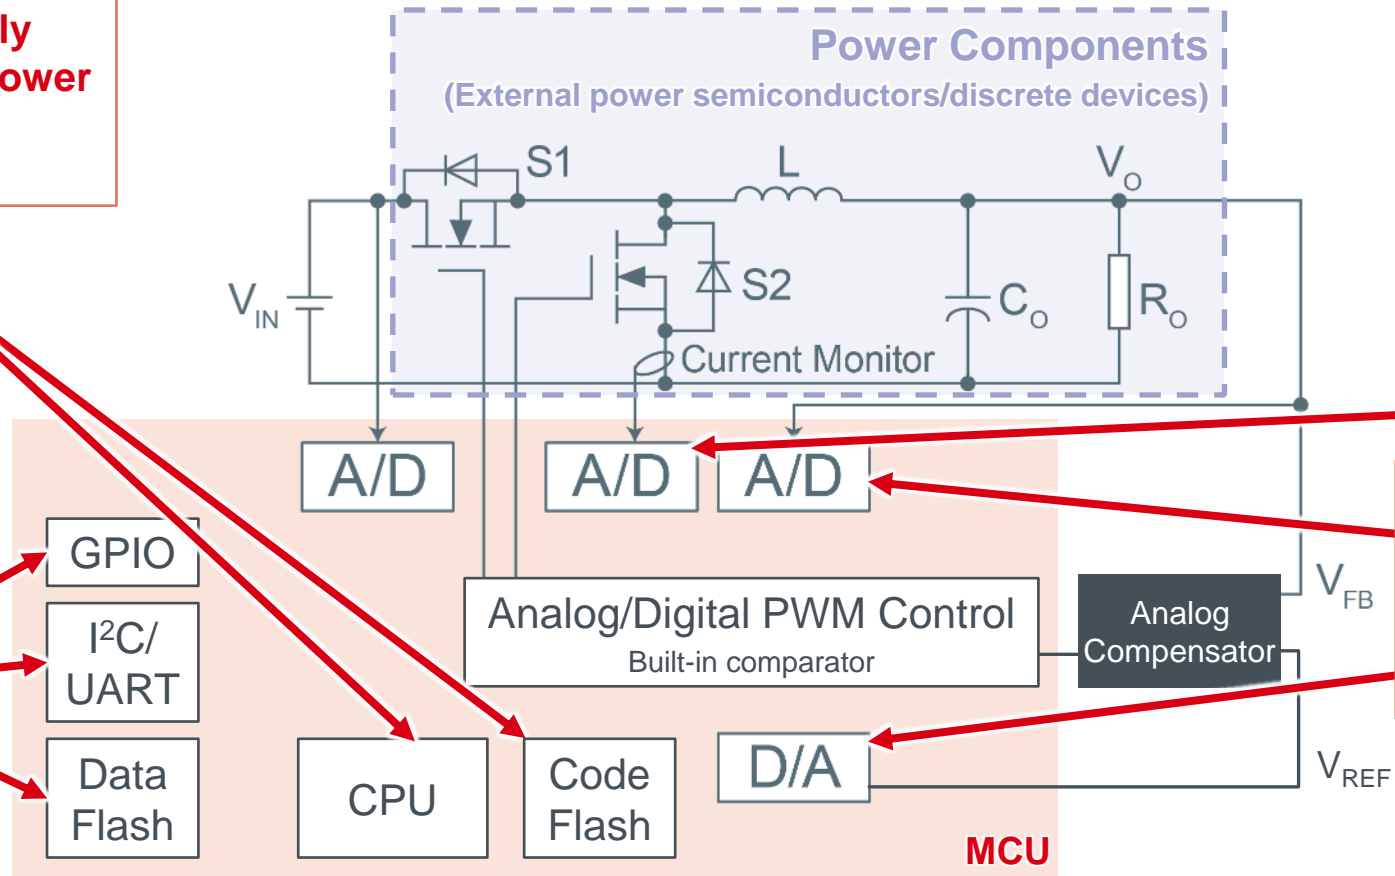 ly
ower
Power Components
(External power semiconductors/discrete devices)
S1
L
VO
VIN
S2
CO
RO
Current Monitor
A/D
A/D
A/D
GPIO
I2C/
UART
Data
Flash
Analog/Digital PWM Control
Built-in comparator
Analog
Compensator
VFB
CPU
Code
Flash
D/A
VREF
MCU